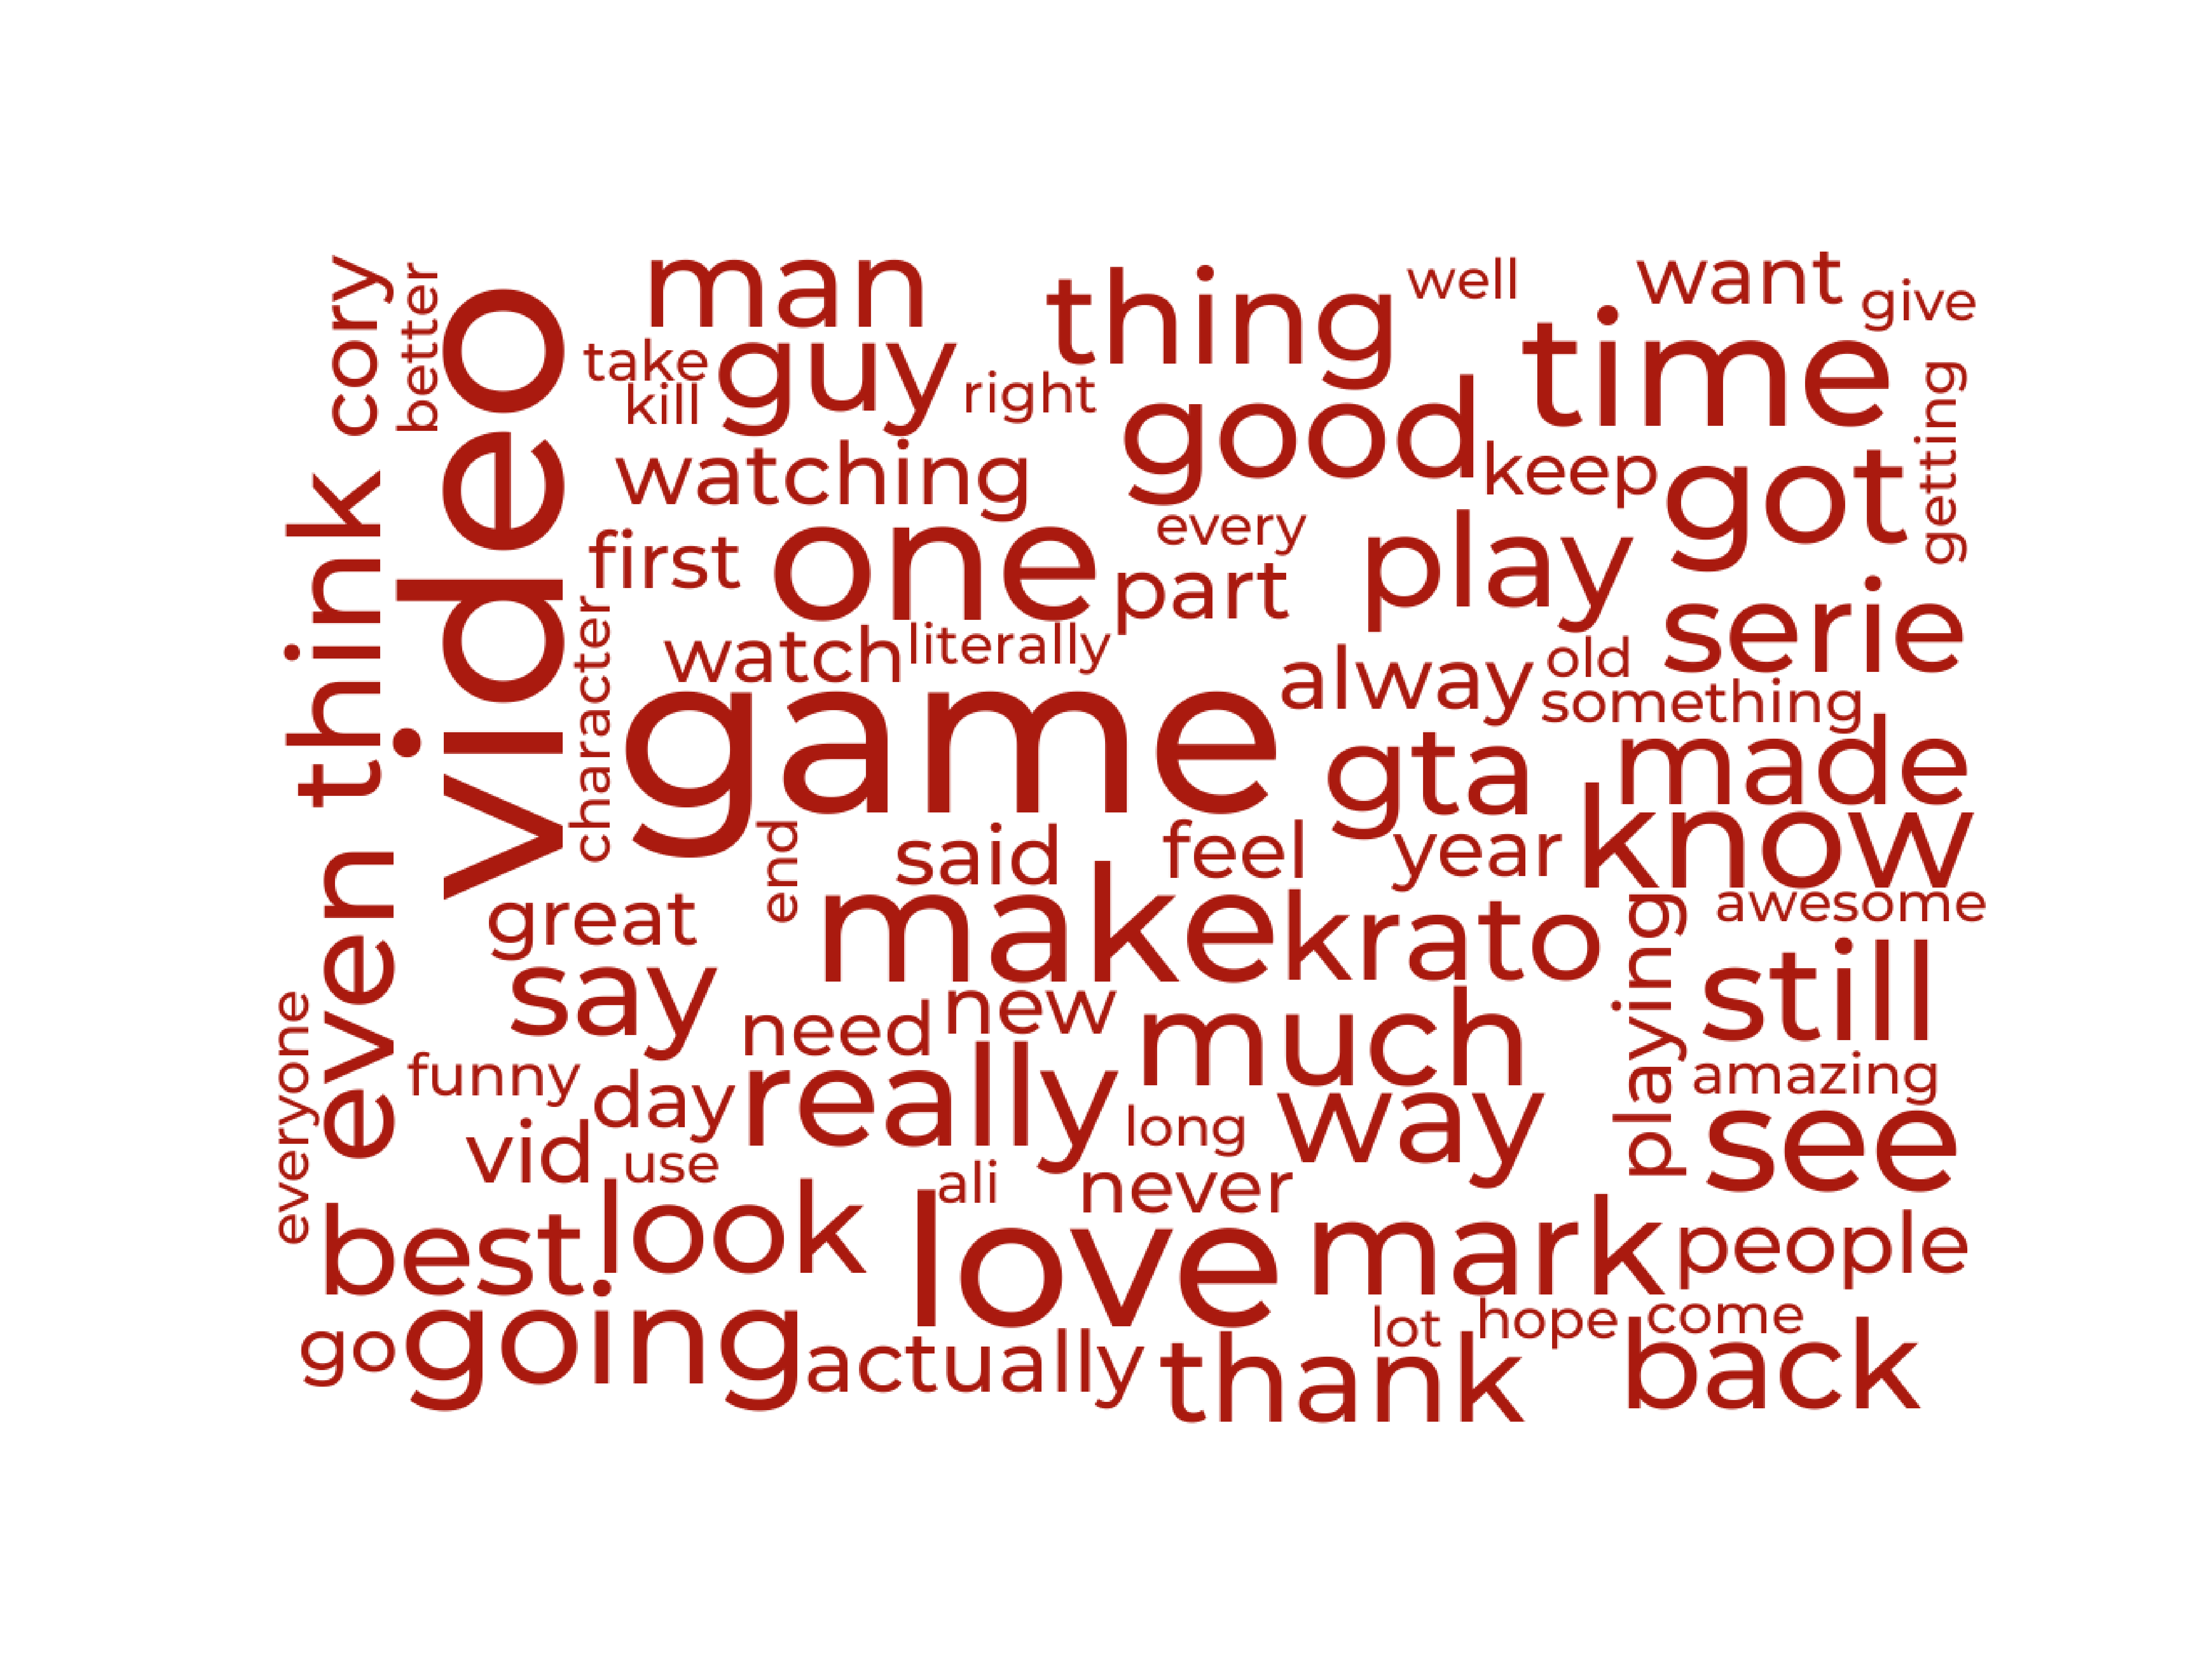 cory
better
man
thing
well
want
give
video
take
guy
time
kill
right
good
getting
think
watching
keep
got
first
one
every
play
part
character
watch
literally
alway
old
serie
something
game
gta
made
end
said
feel
year
know
even
great
make
krato
playing
awesome
say
need
new
much
still
everyone
funny
day
really
long
way
amazing
see
vid
use
ali
never
best
look
love
mark
people
go
going
actually
thank
lot
hope
come
back